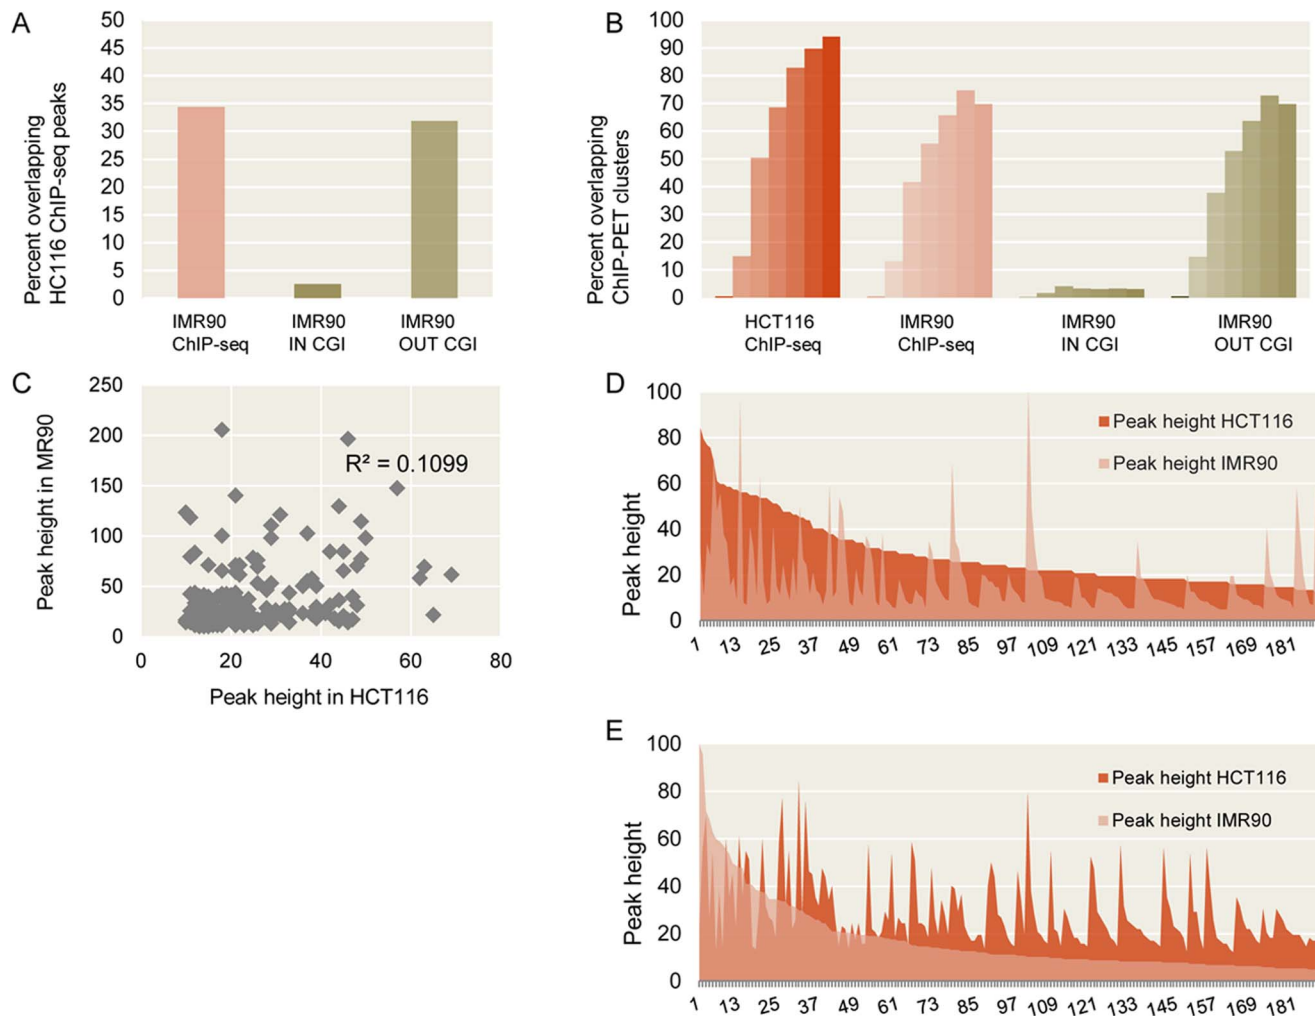 A
Percent overlapping
HC116 ChIP-seq peaks
50
45
40
35
30
25
20
15
10
5
0
IMR90
ChIP-seq
IMR90
IN CGI
IMR90
OUT CGI
B
Percent overlapping
ChIP-PET clusters
100
90
80
70
60
50
40
30
20
10
0
HCT116
ChIP-seq
IMR90
ChIP-seq
IMR90
IN CGI
IMR90
OUT CGI
C
Peak height in MR90
250
200
150
100
50
0
R² = 0.1099
0 20 40 60 80
Peak height in HCT116
D
Peak height
100
80
60
40
20
0
Peak height HCT116
Peak height IMR90
1 13 25 37 49 61 73 85 97 109 121 133 145 157 169 181
E
Peak height
100
80
60
40
20
0
Peak height HCT116
Peak height IMR90
1 13 25 37 49 61 73 85 97 109 121 133 145 157 169 181